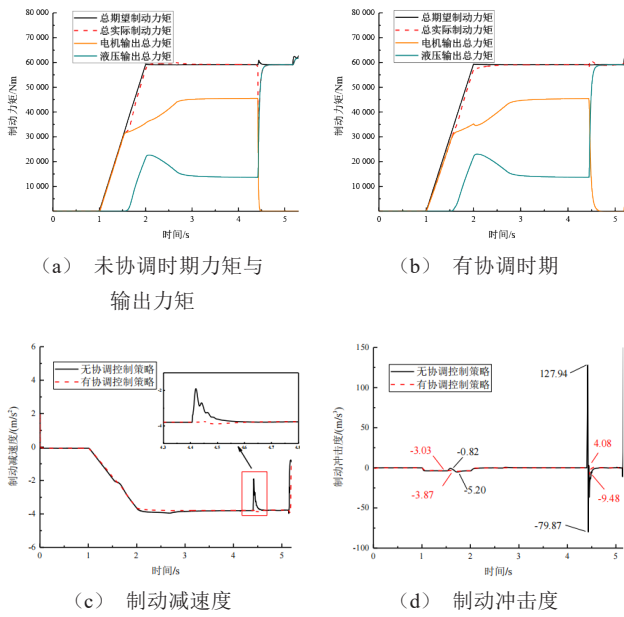 总期望制动力矩
总实际制动力矩
电机输出总力矩
液压输出总力矩
80 000
70 000
60 000
50 000
40 000
30 000
20 000
10 000
制动力矩/Nm
0
1
2
3
4
5
时间/s
(a) 未协调时期力矩与
输出力矩
总期望制动力矩
总实际制动力矩
电机输出总力矩
液压输出总力矩
80 000
70 000
60 000
50 000
40 000
30 000
20 000
10 000
制动力矩/Nm
0
1
2
3
4
5
时间/s
(b) 有协调时期
无协调控制策略
有协调控制策略
6
4
2
0
-2
-4
-6
制动减速度/(m/s²)
0
1
2
3
4
5
时间/s
(c) 制动减速度
无协调控制策略
有协调控制策略
150
100
50
0
-50
-100
制动冲击度/(m/s³)
127.94
-3.03
-0.82
4.08
-3.87
-5.20
-9.48
-79.87
0
1
2
3
4
5
时间/s
(d) 制动冲击度